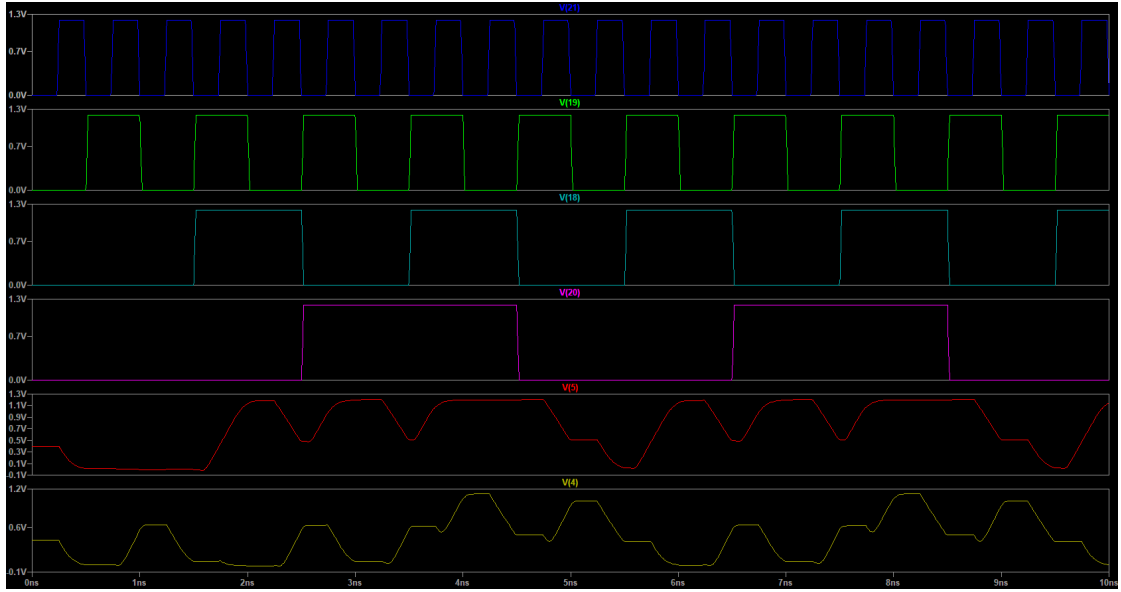 V(21)
1.3V
0.7V
0.0V
V(19)
1.3V
0.7V
0.0V
V(18)
1.3V
0.7V
0.0V
V(20)
1.3V
0.7V
0.0V
V(5)
1.3V
1.1V
0.9V
0.7V
0.5V
0.3V
0.1V
-0.1V
V(4)
1.2V
0.6V
-0.1V
0ns 1ns 2ns 3ns 4ns 5ns 6ns 7ns 8ns 9ns 10ns